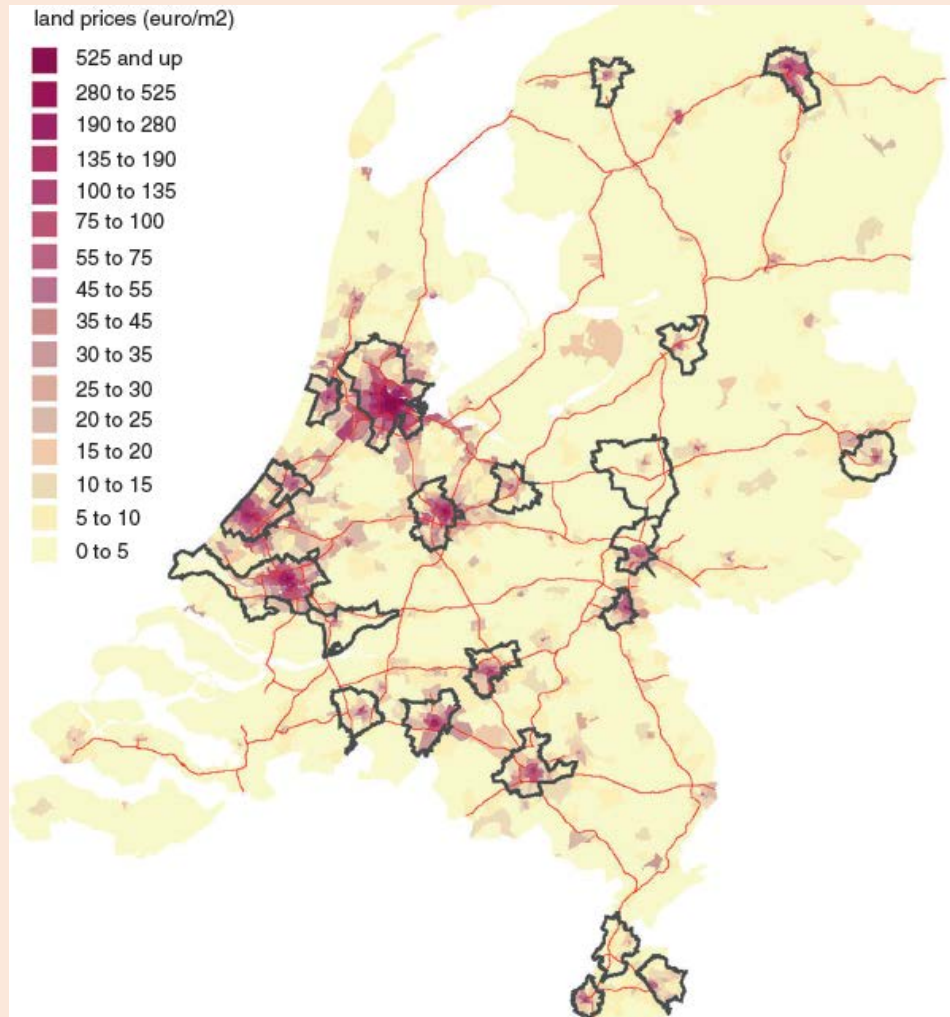 land prices (euro/m2)
525 and up
280 to 525
190 to 280
135 to 190
100 to 135
75 to 100
55 to 75
45 to 55
35 to 45
30 to 35
25 to 30
20 to 25
15 to 20
10 to 15
5 to 10
0 to 5